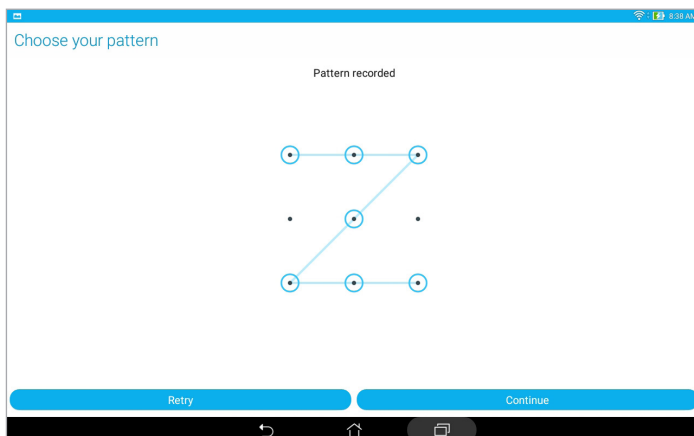 8:38 AM
Choose your pattern
Pattern recorded
Retry
Continue